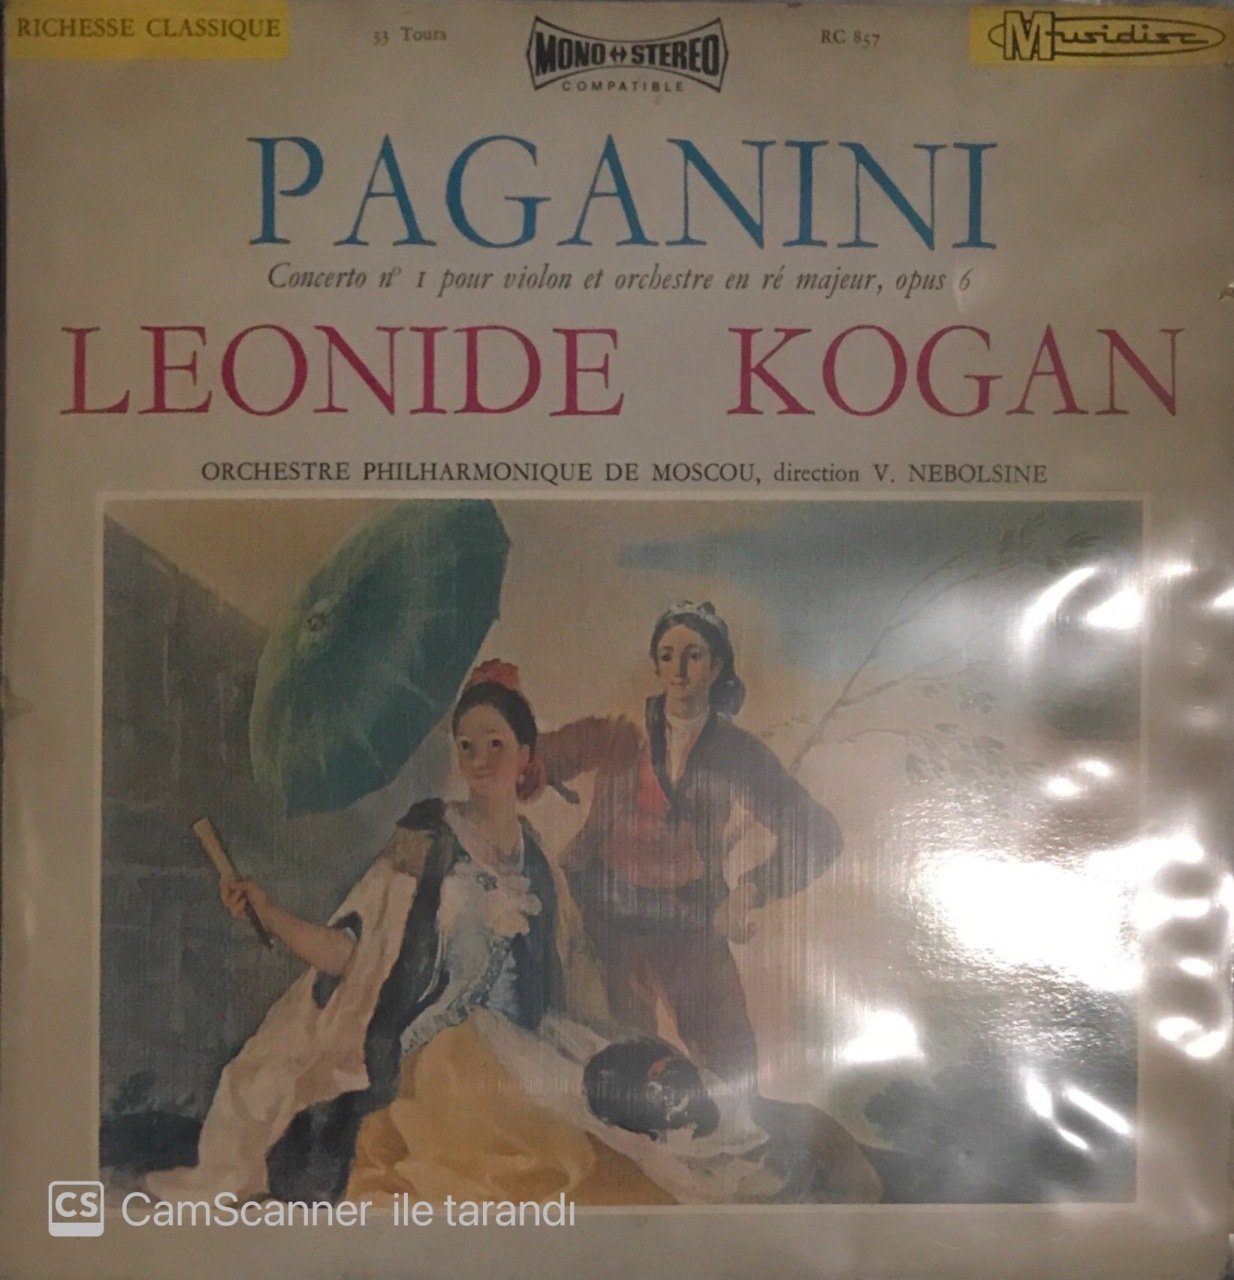 RICHESSE CLASSIQUE
33 Tours
MONO ↔ STEREO
COMPATIBLE
RC 857
Musidisc
PAGANINI
Concerto nº 1 pour violon et orchestre en ré majeur, opus 6
LEONIDE KOGAN
ORCHESTRE PHILHARMONIQUE DE MOSCOU, direction V. NEBOLSINE
CS CamScanner ile tarandı